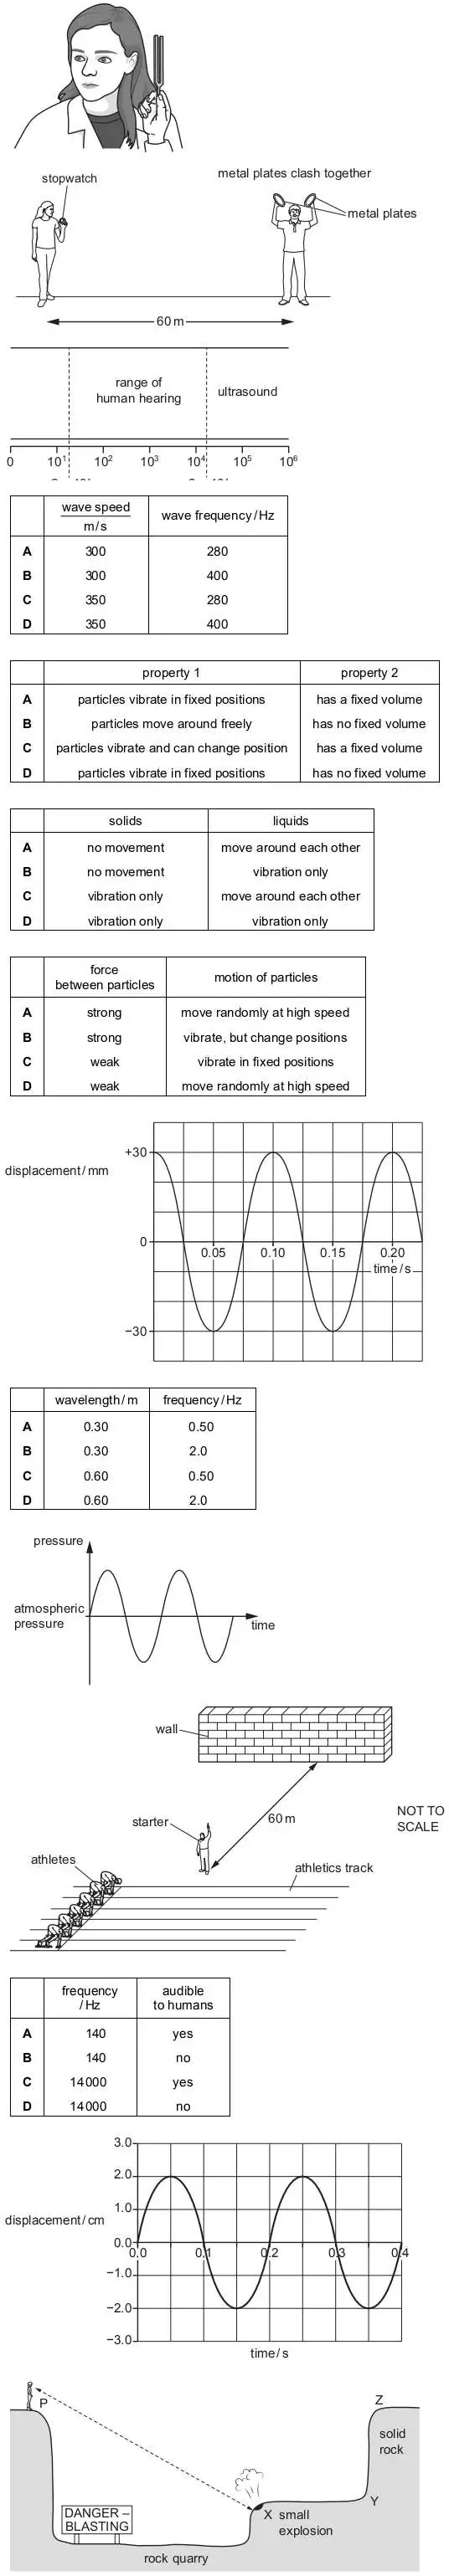 stopwatch
metal plates clash together
metal plates
60 m
range of
human hearing
ultrasound
0 10¹ 10² 10³ 10⁴ 10⁵ 10⁶
wave speed
m / s
wave frequency / Hz
A 300 280
B 300 400
C 350 280
D 350 400
property 1 property 2
A particles vibrate in fixed positions has a fixed volume
B particles move around freely has no fixed volume
C particles vibrate and can change position has a fixed volume
D particles vibrate in fixed positions has no fixed volume
solids liquids
A no movement move around each other
B no movement vibration only
C vibration only move around each other
D vibration only vibration only
force
between particles
motion of particles
A strong move randomly at high speed
B strong vibrate, but change positions
C weak vibrate in fixed positions
D weak move randomly at high speed
+30
displacement / mm
0
0.05 0.10 0.15 0.20
time / s
−30
wavelength / m frequency / Hz
A 0.30 0.50
B 0.30 2.0
C 0.60 0.50
D 0.60 2.0
pressure
atmospheric
pressure
time
wall
NOT TO
SCALE
60 m
starter
athletes
athletics track
frequency
/ Hz
audible
to humans
A 140 yes
B 140 no
C 14 000 yes
D 14 000 no
3.0
2.0
1.0
displacement / cm
0.0
0.0 0.1 0.2 0.3 0.4
−1.0
−2.0
−3.0
time / s
P
Z
solid
rock
Y
X small
explosion
DANGER –
BLASTING
rock quarry